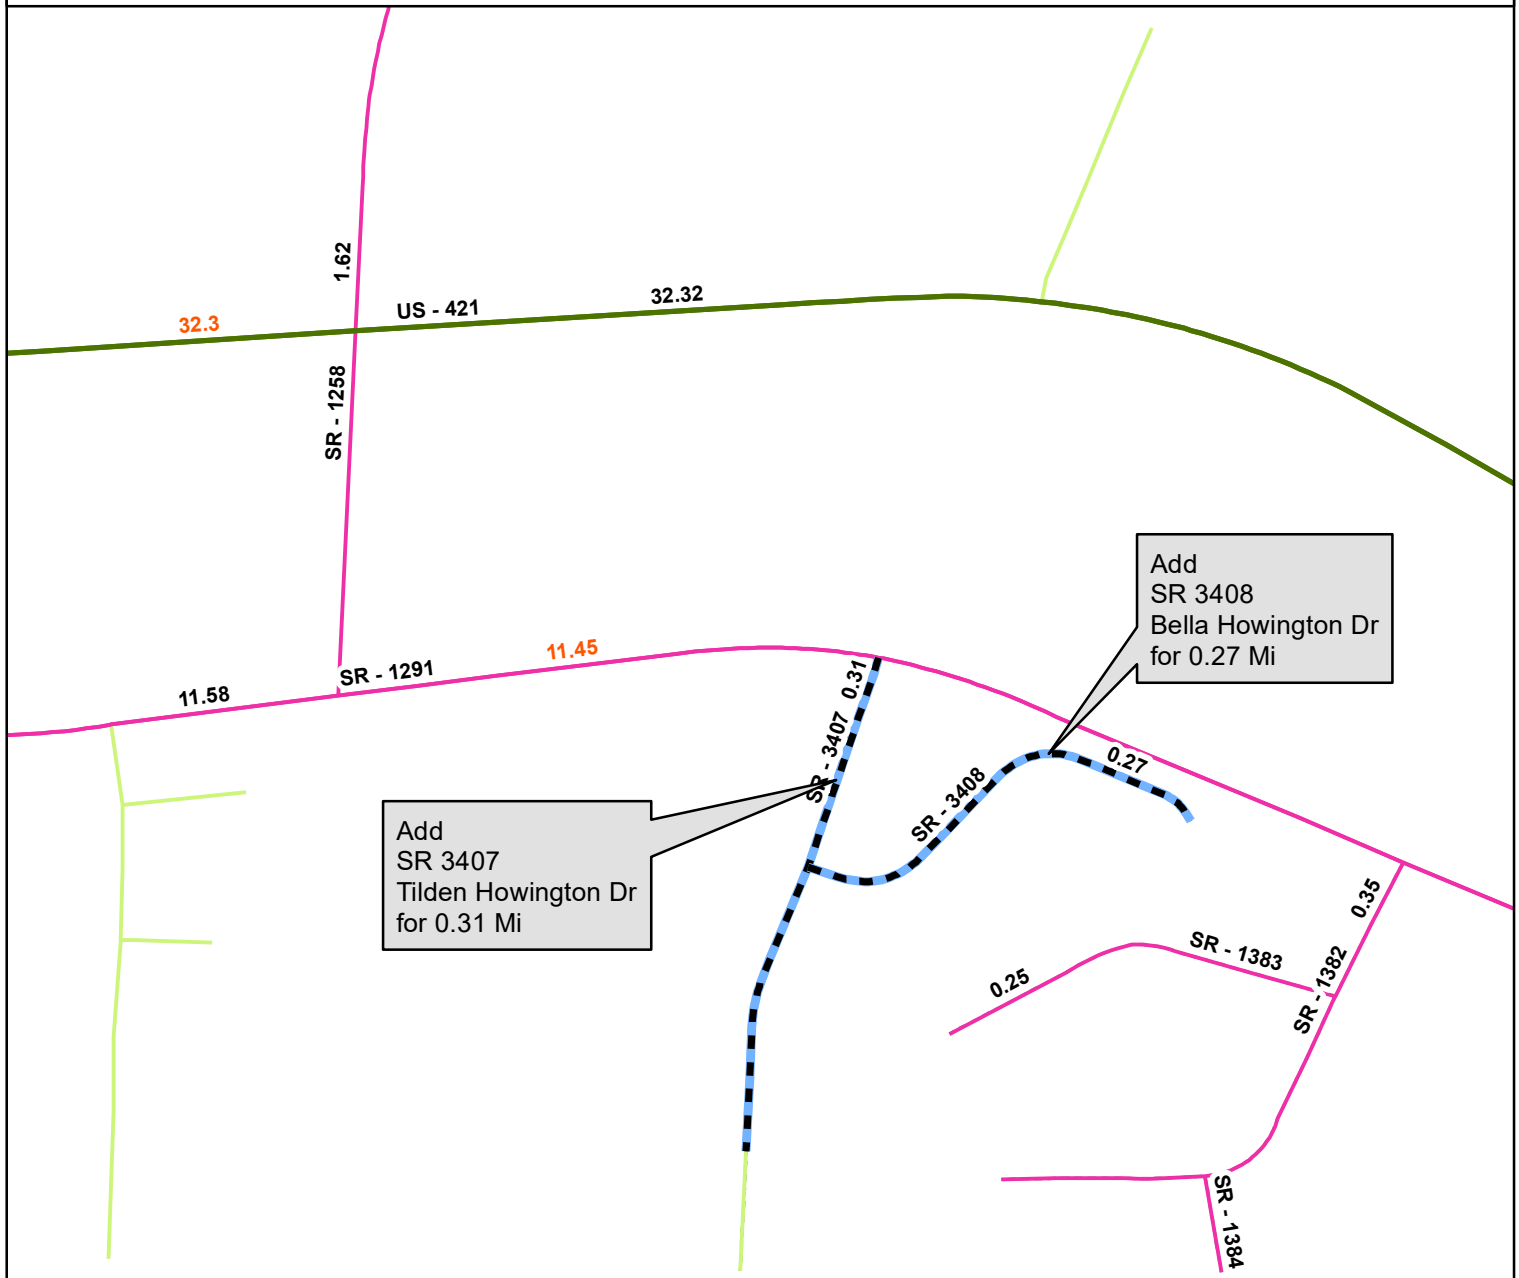 1.62
32.3
US - 421
32.32
SR - 1258
Add
SR 3408
Bella Howington Dr
for 0.27 Mi
11.58
SR - 1291
11.45
0.31
SR - 3407
0.27
SR - 3408
Add
SR 3407
Tilden Howington Dr
for 0.31 Mi
0.35
SR - 1383
SR - 1382
0.25
SR - 1384